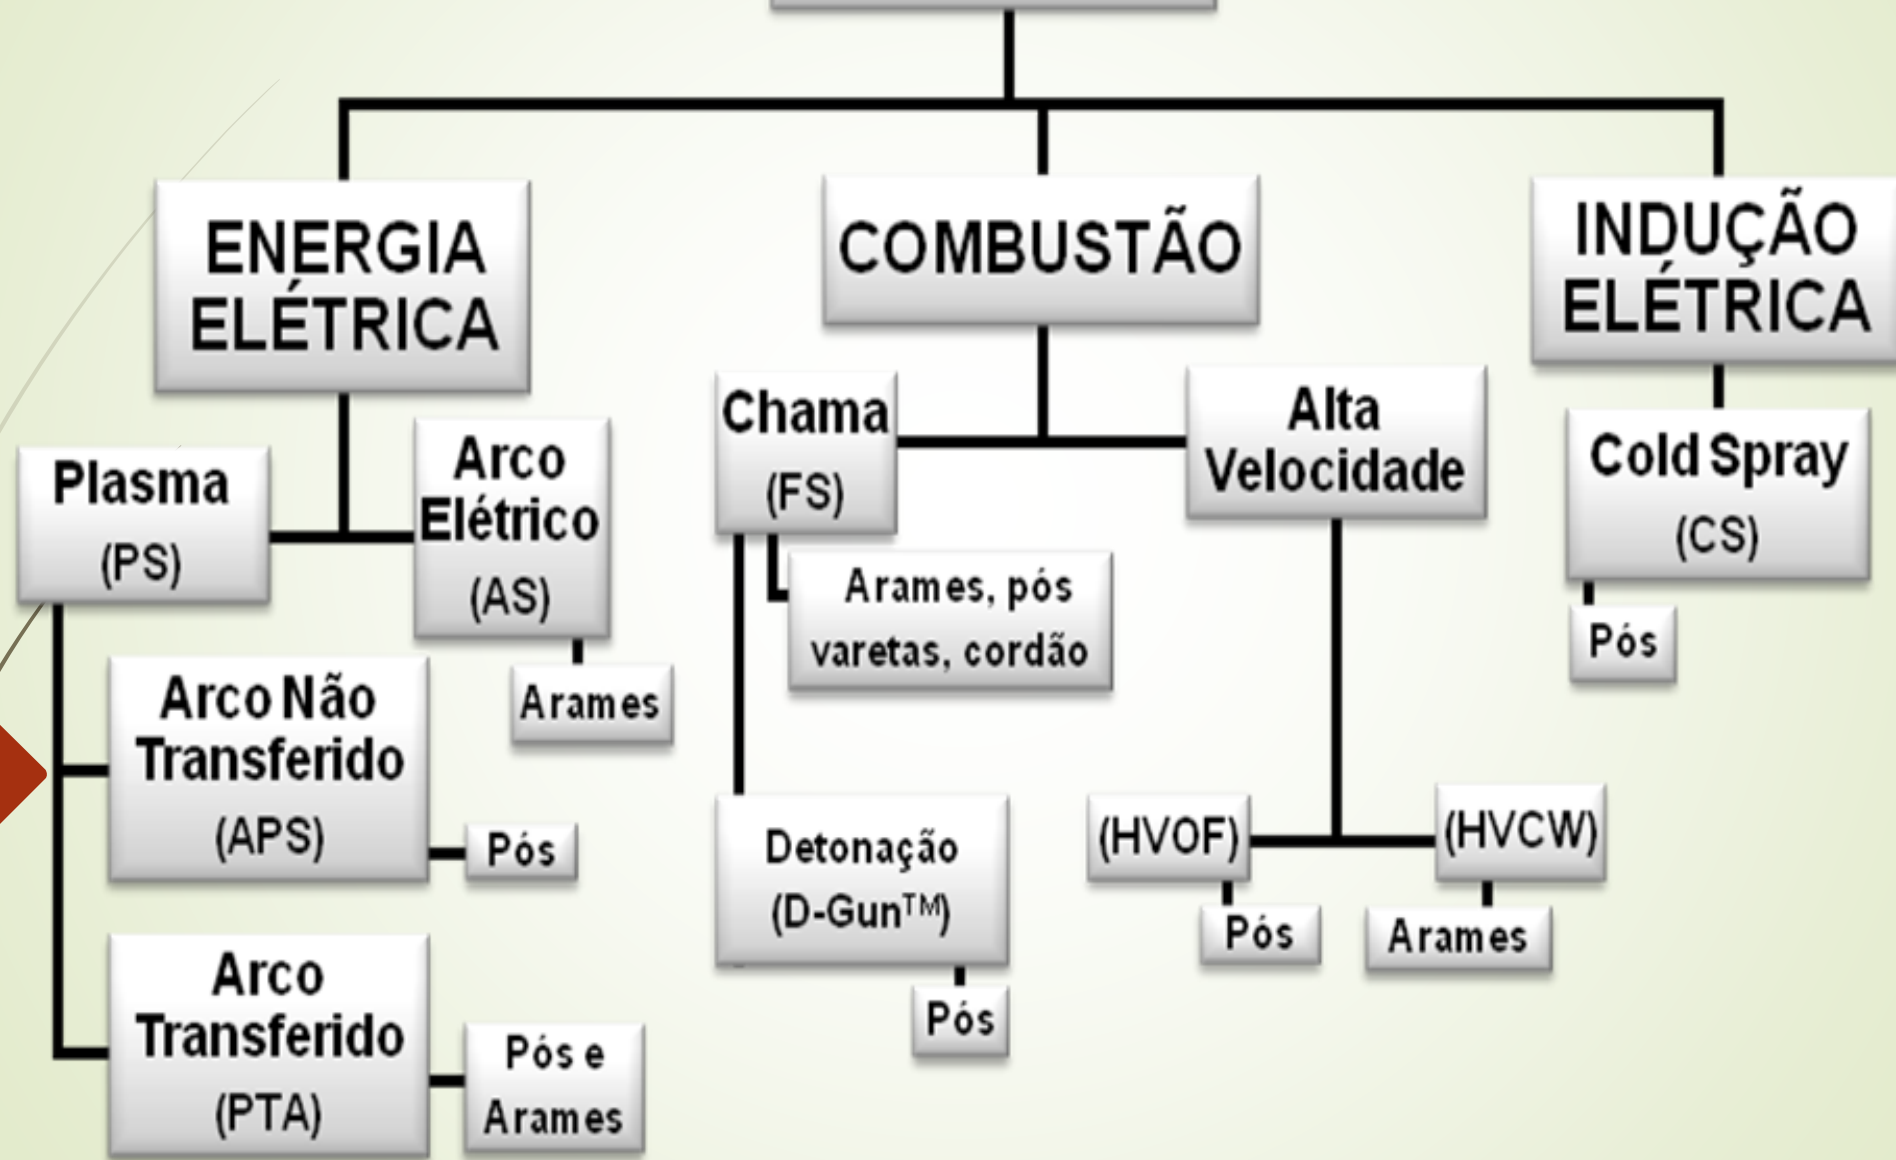 ENERGIA
ELÉTRICA
COMBUSTÃO
INDUÇÃO
ELÉTRICA
Plasma
(PS)
Arco
Elétrico
(AS)
Arames
Arco Não
Transferido
(APS)
Pós
Arco
Transferido
(PTA)
Pós e
Arames
Chama
(FS)
Arames, pós
varetas, cordão
Detonação
(D-Gun™)
Pós
Alta
Velocidade
(HVOF)
Pós
(HVCW)
Arames
Cold Spray
(CS)
Pós